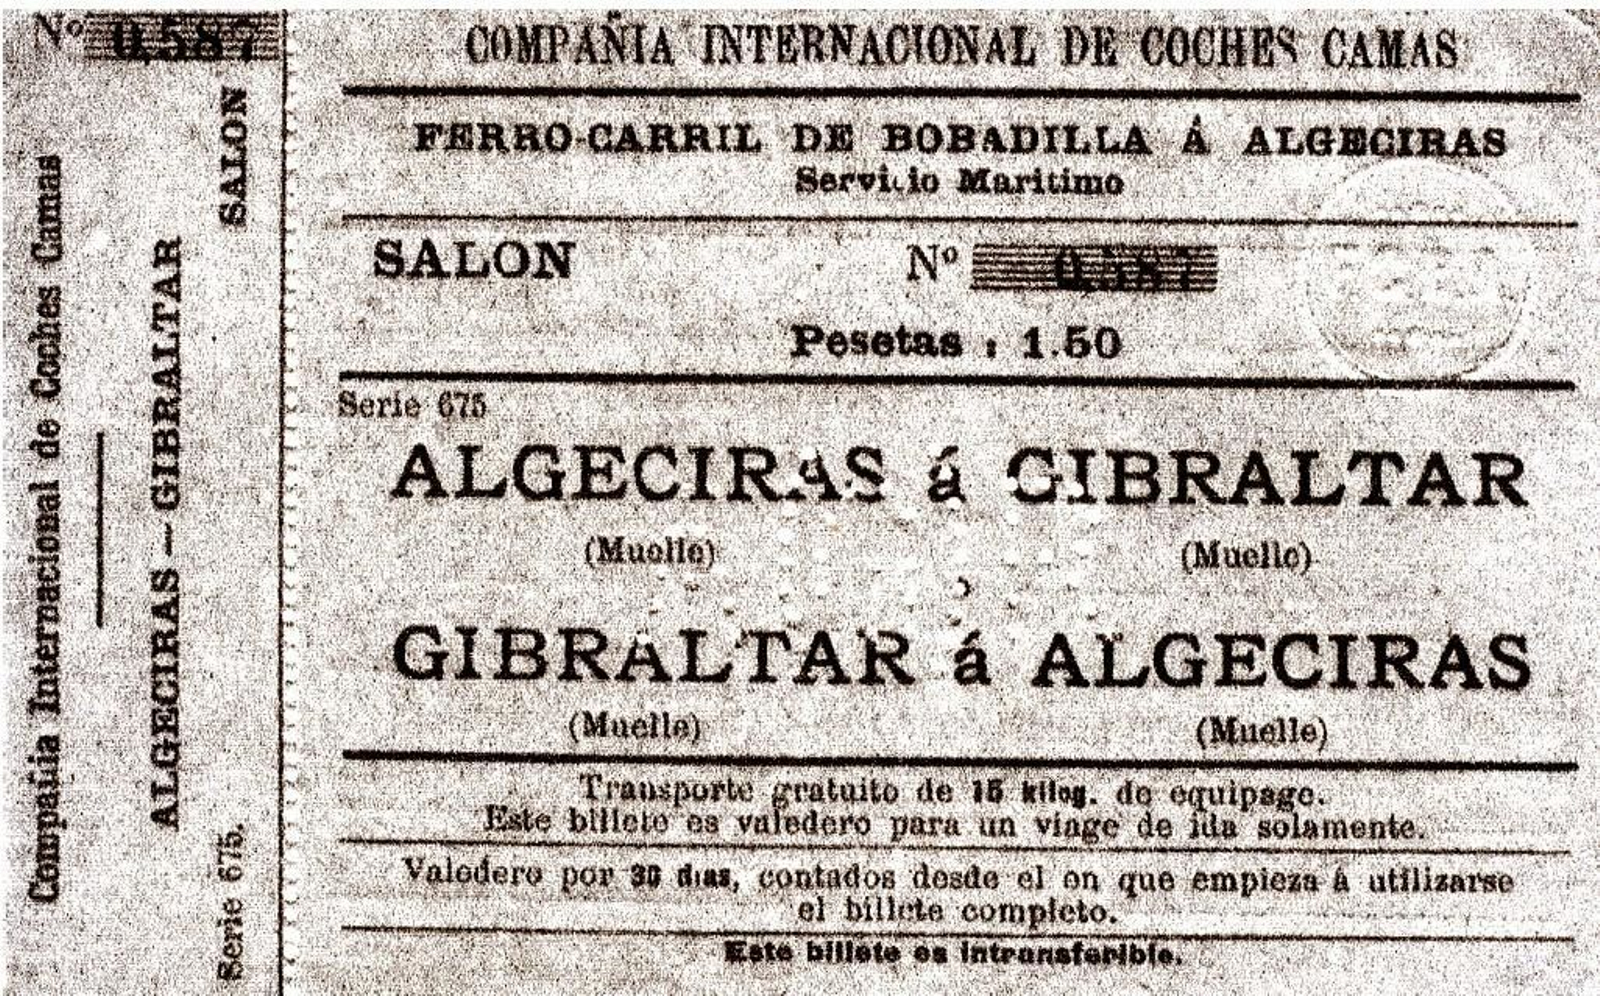 Nº 0,587
SALON
ALGECIRAS — GIBRALTAR
Compañia Internacional de Coches Camas
Serie 675.
COMPAÑIA INTERNACIONAL DE COCHES CAMAS
FERRO-CARRIL DE BOBADILLA Á ALGECIRAS
Servicio Maritimo
SALON Nº 0,587
Pesetas : 1.50
Serie 675
ALGECIRAS á GIBRALTAR
(Muelle) (Muelle)
GIBRALTAR á ALGECIRAS
(Muelle) (Muelle)
Transporte gratuito de 15 kilog. de equipage.
Este billete es valedero para un viage de ida solamente.
Valedero por 30 dias, contados desde el en que empieza á utilizarse
el billete completo.
Este billete es intransferible.